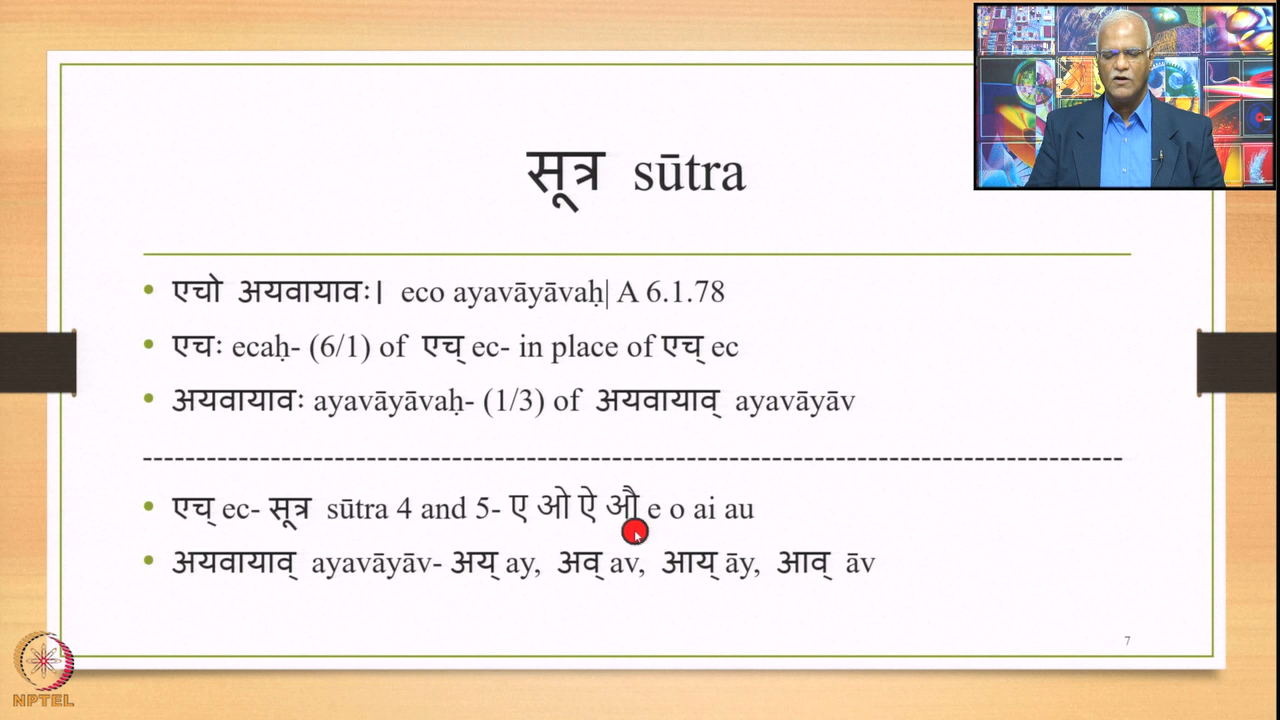 सूत्र sūtra
• एचो अयवायावः। eco ayavāyāvaḥ| A 6.1.78
• एचः ecaḥ- (6/1) of एच् ec- in place of एच् ec
• अयवायावः ayavāyāvaḥ- (1/3) of अयवायाव् ayavāyāv
--------------------------------------------------------------------------------------
• एच् ec- सूत्र sūtra 4 and 5- ए ओ ऐ औ e o ai au
• अयवायाव् ayavāyāv- अय् ay, अव् av, आय् āy, आव् āv
7
NPTEL